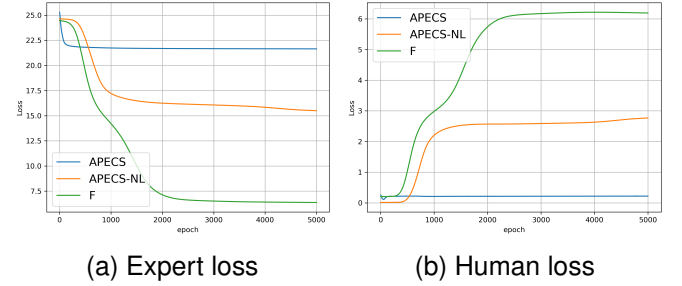 25.0
22.5
20.0
17.5
15.0
12.5
10.0
7.5
Loss
APECS
APECS-NL
F
0 1000 2000 3000 4000 5000
epoch
(a) Expert loss
6
5
4
3
2
1
0
Loss
APECS
APECS-NL
F
0 1000 2000 3000 4000 5000
epoch
(b) Human loss